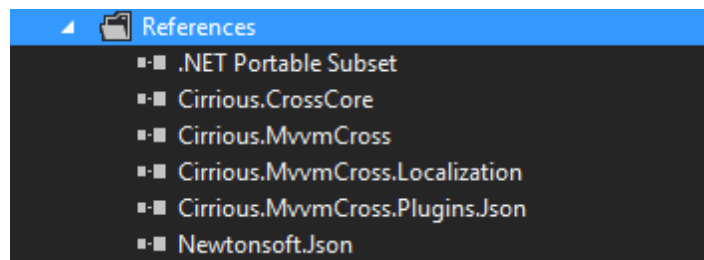 References
.NET Portable Subset
Cirrious.CrossCore
Cirrious.MvvmCross
Cirrious.MvvmCross.Localization
Cirrious.MvvmCross.Plugins.Json
Newtonsoft.Json